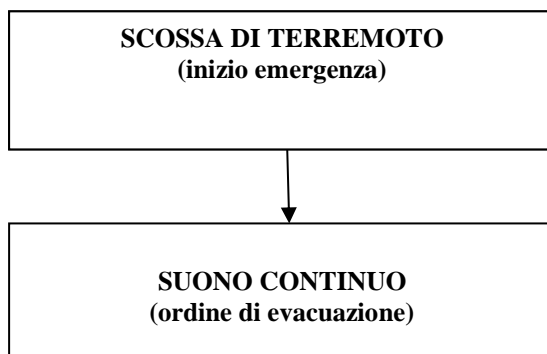 SCOSSA DI TERREMOTO
(inizio emergenza)
SUONO CONTINUO
(ordine di evacuazione)